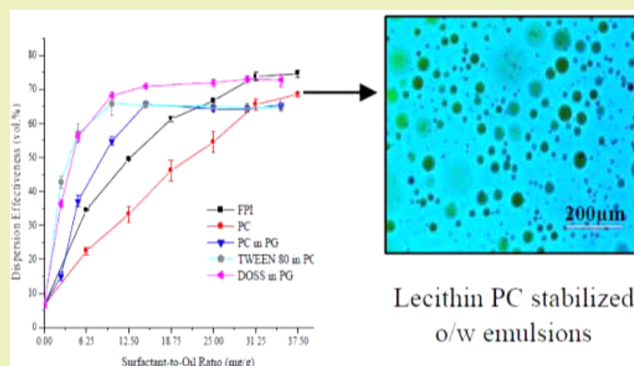 Dispersion Effectiveness (vol.%)
80
70
60
50
40
30
20
10
0
FPI
PC
PC in PG
TWEEN 80 in PC
DOSS in PG
0.00 6.25 12.50 18.75 25.00 31.25 37.50
Surfactant-to-Oil Ratio (mg/g)
200μm
Lecithin PC stabilized
o/w emulsions